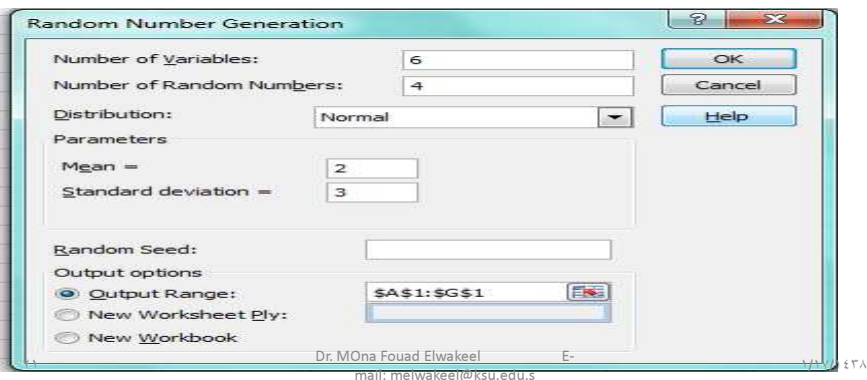 Random Number Generation
Number of Variables: 6
Number of Random Numbers: 4
Distribution: Normal
Parameters
Mean = 2
Standard deviation = 3
Random Seed:
Output options
Output Range: $A$1:$G$1
New Worksheet Ply:
New Workbook
OK
Cancel
Help
Dr. MOna Fouad Elwakeel E-
mail: melwakeel@ksu.edu.s